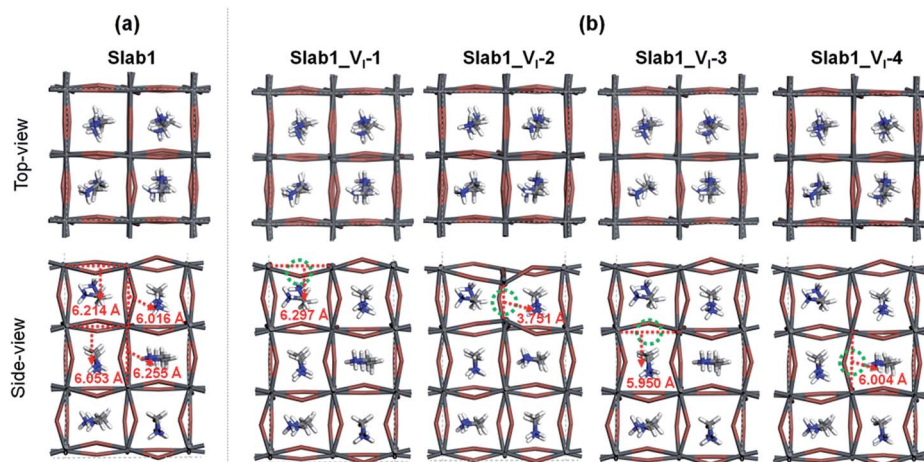 (a)
(b)
Slab1
Slab1_VI-1
Slab1_VI-2
Slab1_VI-3
Slab1_VI-4
Top-view
Side-view
6.214 Å
6.016 Å
6.053 Å
6.255 Å
6.297 Å
3.751 Å
5.950 Å
6.004 Å